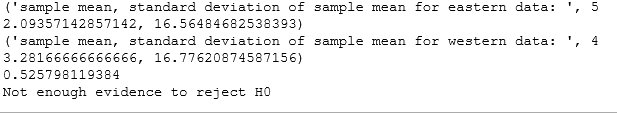 ('sample mean, standard deviation of sample mean for eastern data: ', 5
2.09357142857142, 16.56484682538393)
('sample mean, standard deviation of sample mean for western data: ', 4
3.28166666666666, 16.77620874587156)
0.525798119384
Not enough evidence to reject H0